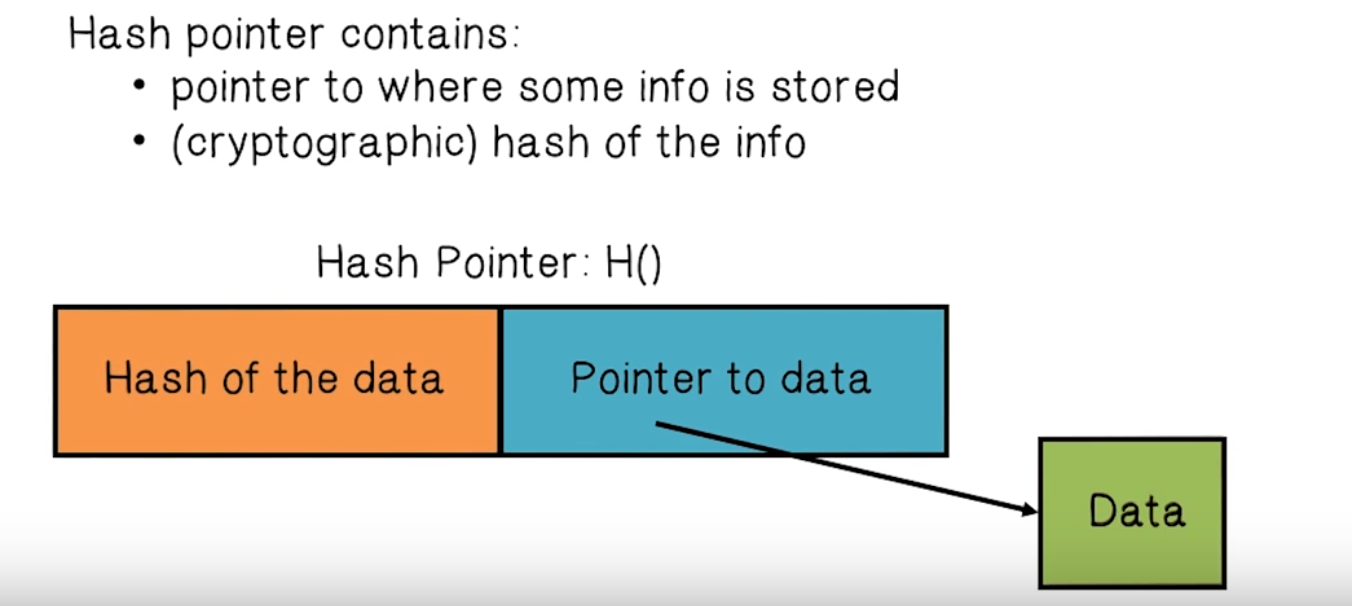 Hash pointer contains:
• pointer to where some info is stored
• (cryptographic) hash of the info
Hash Pointer: H()
Hash of the data
Pointer to data
Data